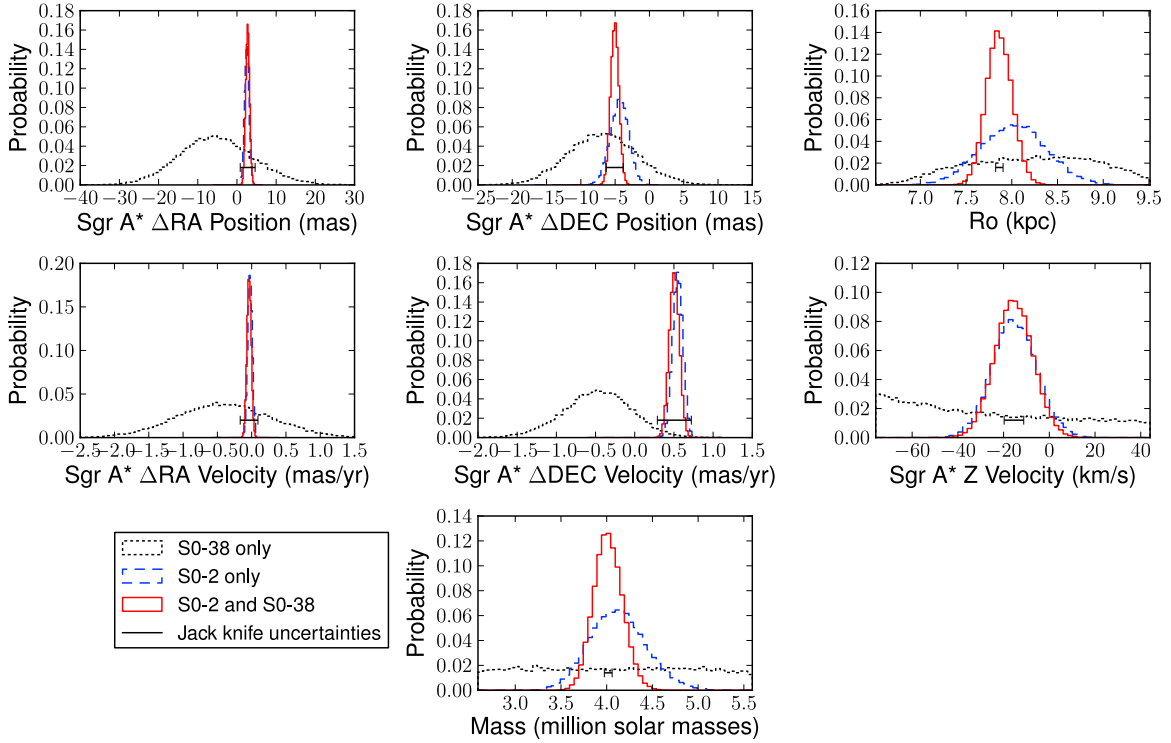 0.18
0.16
0.14
0.12
0.10
0.08
0.06
0.04
0.02
0.00
Probability
−40 −30 −20 −10 0 10 20 30
Sgr A* ΔRA Position (mas)
0.18
0.16
0.14
0.12
0.10
0.08
0.06
0.04
0.02
0.00
Probability
−25 −20 −15 −10 −5 0 5 10 15
Sgr A* ΔDEC Position (mas)
0.16
0.14
0.12
0.10
0.08
0.06
0.04
0.02
0.00
Probability
7.0 7.5 8.0 8.5 9.0 9.5
Ro (kpc)
0.20
0.15
0.10
0.05
0.00
Probability
−2.5 −2.0 −1.5 −1.0 −0.5 0.0 0.5 1.0 1.5
Sgr A* ΔRA Velocity (mas/yr)
0.18
0.16
0.14
0.12
0.10
0.08
0.06
0.04
0.02
0.00
Probability
−2.0 −1.5 −1.0 −0.5 0.0 0.5 1.0 1.5
Sgr A* ΔDEC Velocity (mas/yr)
0.12
0.10
0.08
0.06
0.04
0.02
0.00
Probability
−60 −40 −20 0 20 40
Sgr A* Z Velocity (km/s)
S0-38 only
S0-2 only
S0-2 and S0-38
Jack knife uncertainties
0.14
0.12
0.10
0.08
0.06
0.04
0.02
0.00
Probability
3.0 3.5 4.0 4.5 5.0 5.5
Mass (million solar masses)